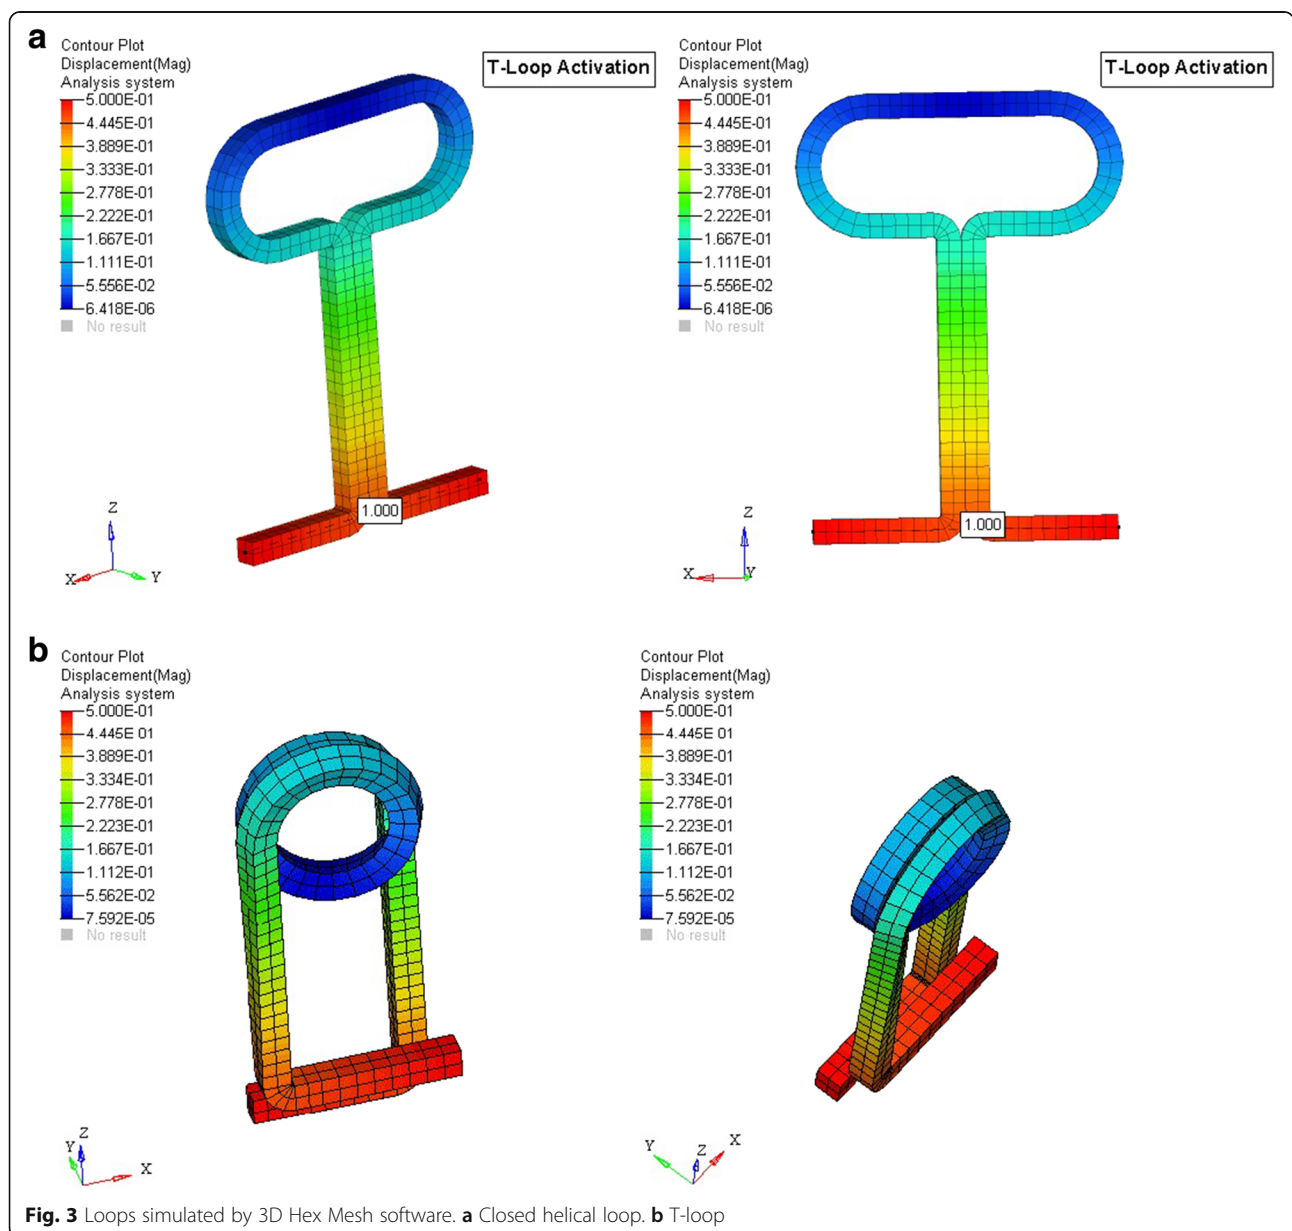 a
Contour Plot
Displacement(Mag)
Analysis system
5.000E-01
4.445E-01
3.889E-01
3.333E-01
2.778E-01
2.222E-01
1.667E-01
1.111E-01
5.556E-02
6.418E-06
No result
T-Loop Activation
1.000
Z
X
Y
Contour Plot
Displacement(Mag)
Analysis system
5.000E-01
4.445E-01
3.889E-01
3.333E-01
2.778E-01
2.222E-01
1.667E-01
1.111E-01
5.556E-02
6.418E-06
No result
T-Loop Activation
1.000
Z
X
Y
b
Contour Plot
Displacement(Mag)
Analysis system
5.000E-01
4.445E-01
3.889E-01
3.334E-01
2.778E-01
2.223E-01
1.667E-01
1.112E-01
5.562E-02
7.592E-05
No result
Y
Z
X
Contour Plot
Displacement(Mag)
Analysis system
5.000E-01
4.445E-01
3.889E-01
3.334E-01
2.778E-01
2.223E-01
1.667E-01
1.112E-01
5.562E-02
7.592E-05
No result
Y
Z
X
Fig. 3 Loops simulated by 3D Hex Mesh software. a Closed helical loop. b T-loop